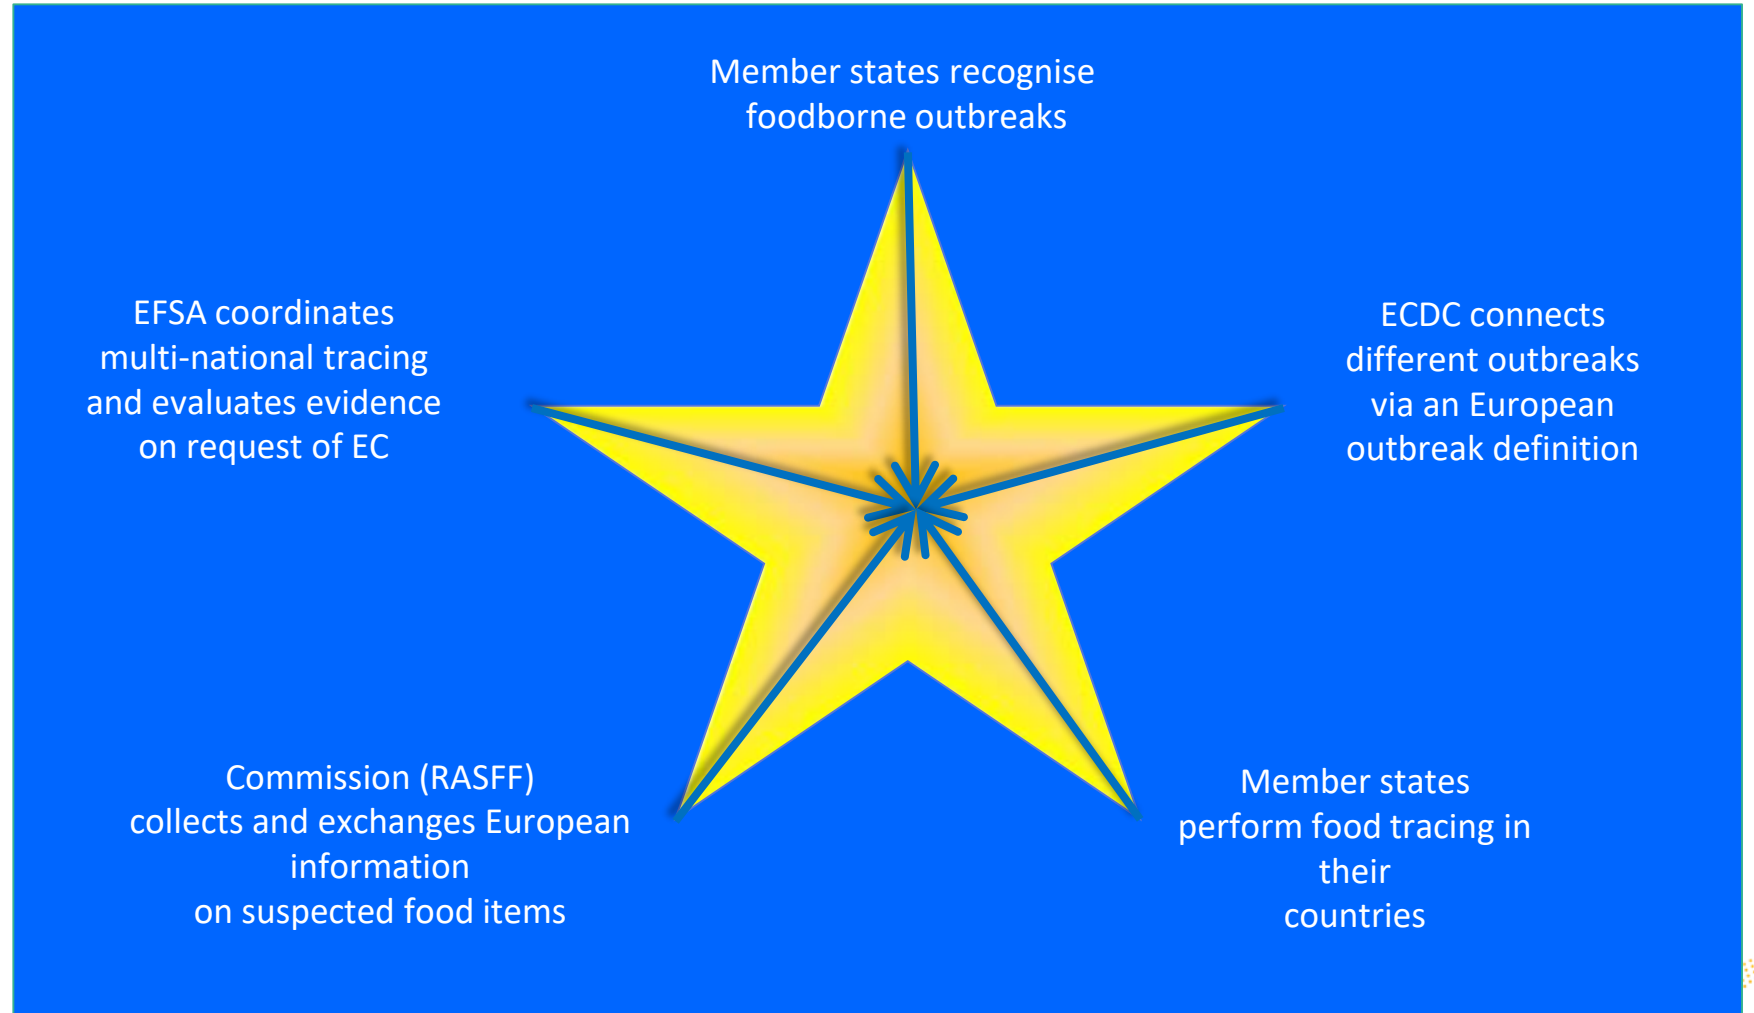 Member states recognise
foodborne outbreaks
EFSA coordinates
multi-national tracing
and evaluates evidence
on request of EC
ECDC connects
different outbreaks
via an European
outbreak definition
Commission (RASFF)
collects and exchanges European
information
on suspected food items
Member states
perform food tracing in
their
countries